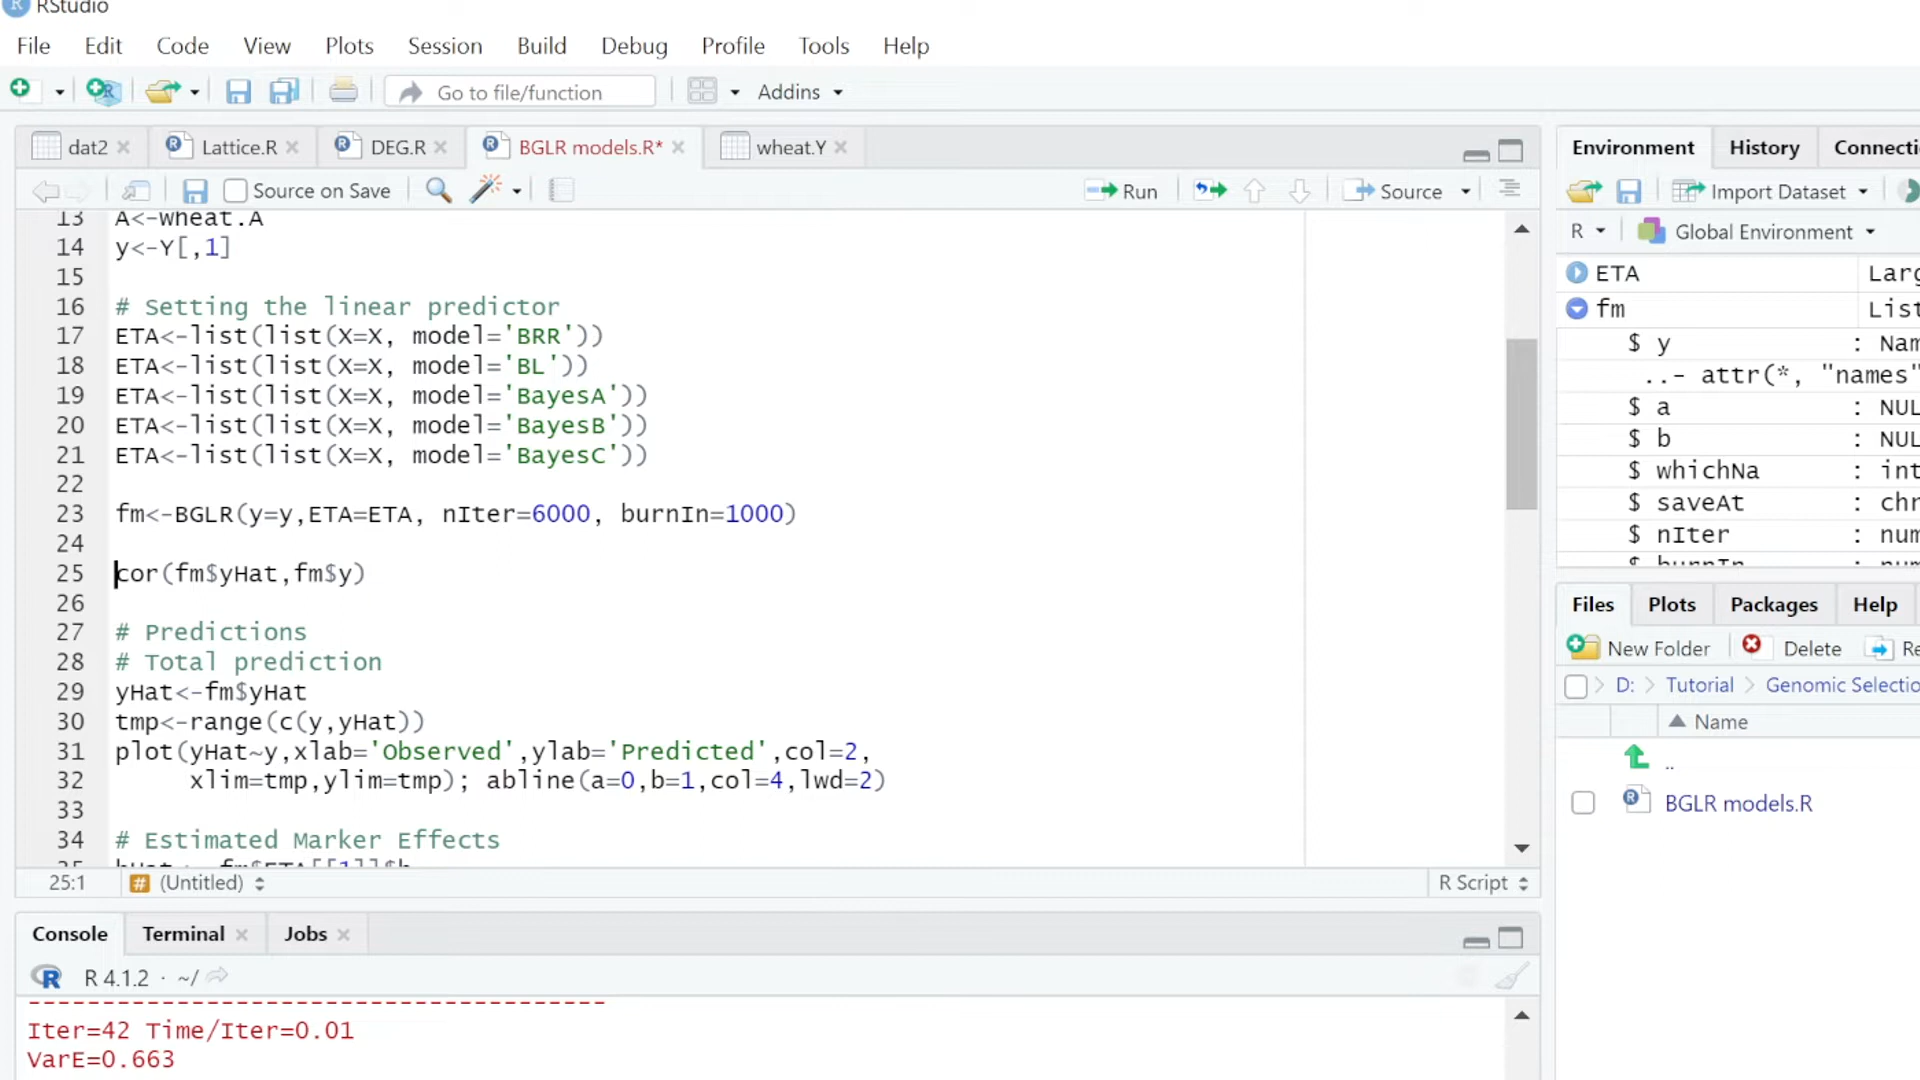 RStudio
File Edit Code View Plots Session Build Debug Profile Tools Help
Go to file/function Addins
dat2 Lattice.R DEG.R BGLR models.R* wheat.Y
Source on Save Run Source
13 A<-wheat.A
14 y<-Y[,1]
15
16 # Setting the linear predictor
17 ETA<-list(list(X=X, model='BRR'))
18 ETA<-list(list(X=X, model='BL'))
19 ETA<-list(list(X=X, model='BayesA'))
20 ETA<-list(list(X=X, model='BayesB'))
21 ETA<-list(list(X=X, model='BayesC'))
22
23 fm<-BGLR(y=y,ETA=ETA, nIter=6000, burnIn=1000)
24
25 cor(fm$yHat,fm$y)
26
27 # Predictions
28 # Total prediction
29 yHat<-fm$yHat
30 tmp<-range(c(y,yHat))
31 plot(yHat~y,xlab='Observed',ylab='Predicted',col=2,
32 xlim=tmp,ylim=tmp); abline(a=0,b=1,col=4,lwd=2)
33
34 # Estimated Marker Effects
25:1 (Untitled) R Script
Console Terminal Jobs
R 4.1.2 · ~/
--------------------------------------
Iter=42 Time/Iter=0.01
VarE=0.663
Environment History Connecti
Import Dataset
R Global Environment
ETA Larg
fm List
$ y : Nam
..- attr(*, "names"
$ a : NUL
$ b : NUL
$ whichNa : int
$ saveAt : chr
$ nIter : num
$ burnIn : num
Files Plots Packages Help
New Folder Delete Re
D: Tutorial Genomic Selectio
Name
..
BGLR models.R